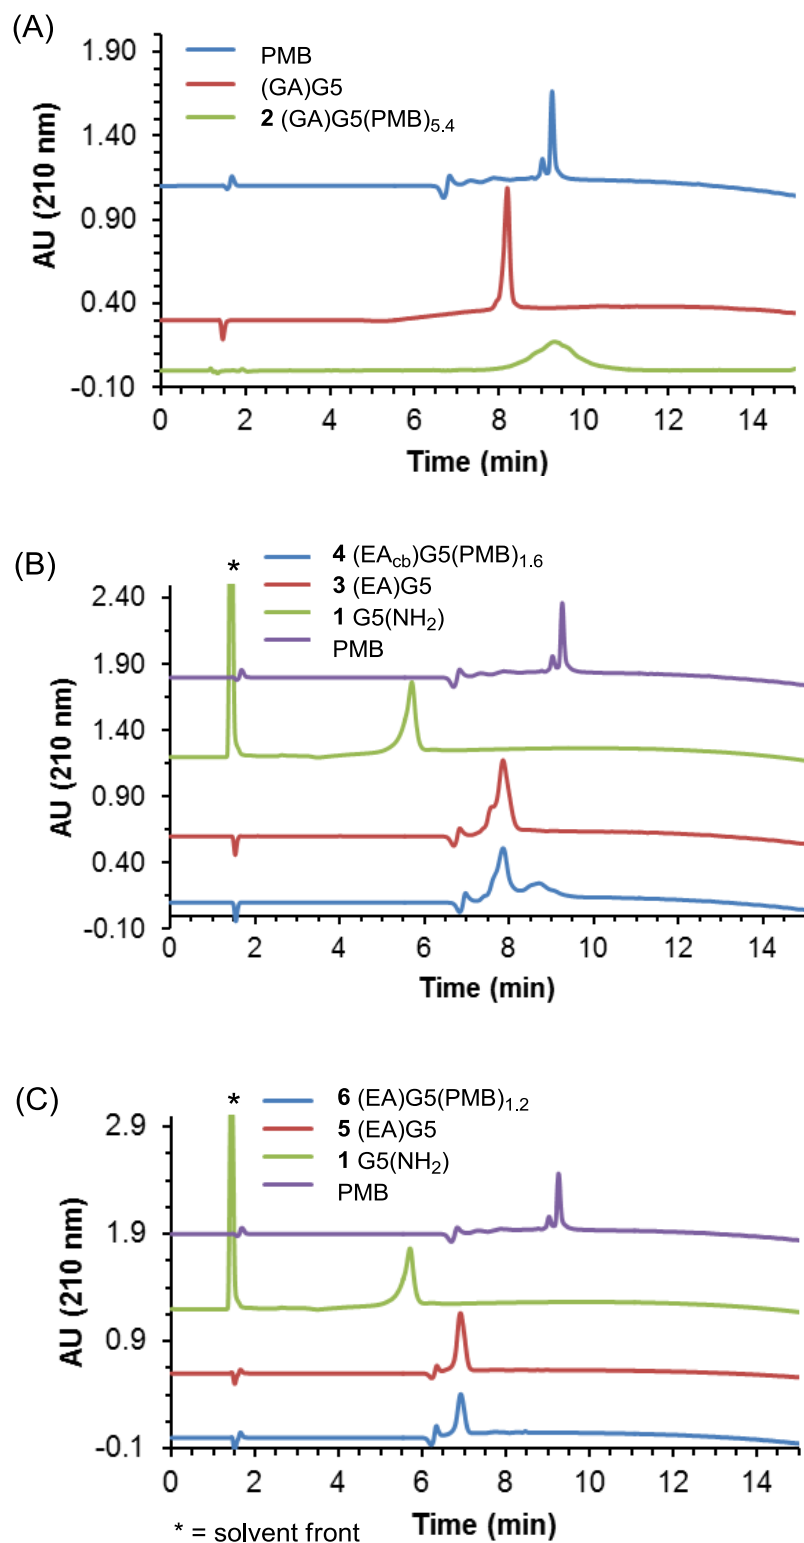 (A)
PMB
(GA)G5
2 (GA)G5(PMB)5.4
1.90
1.40
0.90
0.40
-0.10
AU (210 nm)
0 2 4 6 8 10 12 14
Time (min)
(B)
*
4 (EAcb)G5(PMB)1.6
3 (EA)G5
1 G5(NH2)
PMB
2.40
1.90
1.40
0.90
0.40
-0.10
AU (210 nm)
0 2 4 6 8 10 12 14
Time (min)
(C)
*
6 (EA)G5(PMB)1.2
5 (EA)G5
1 G5(NH2)
PMB
2.9
1.9
0.9
-0.1
AU (210 nm)
0 2 4 6 8 10 12 14
* = solvent front
Time (min)